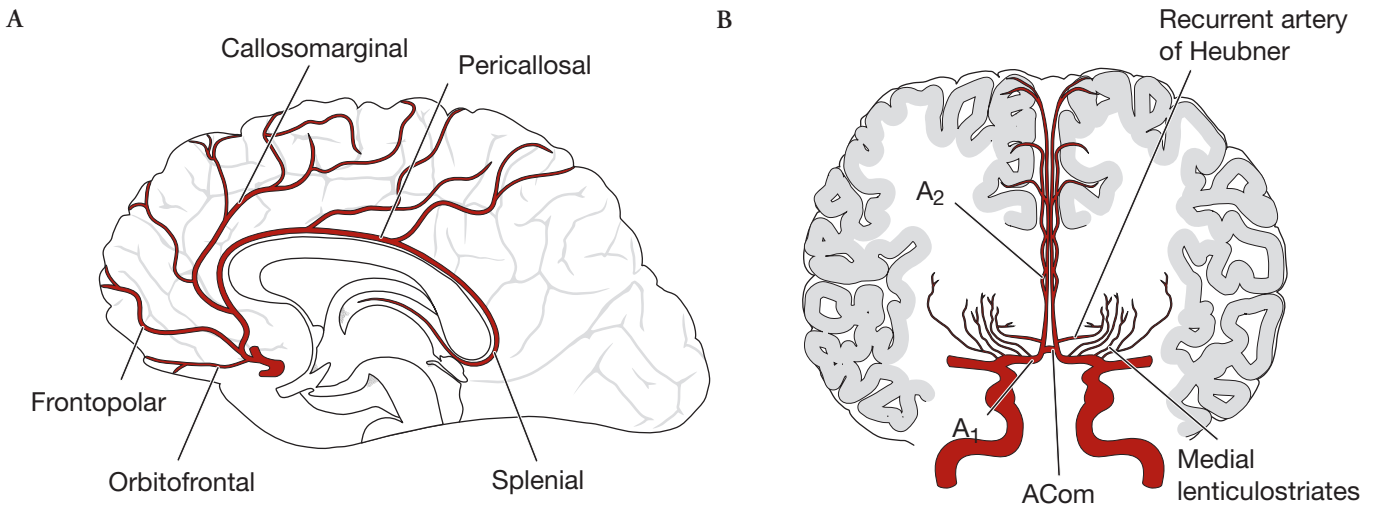 A
Callosomarginal
Pericallosal
Frontopolar
Orbitofrontal
Splenial
B
Recurrent artery
of Heubner
A2
A1
ACom
Medial
lenticulostriates